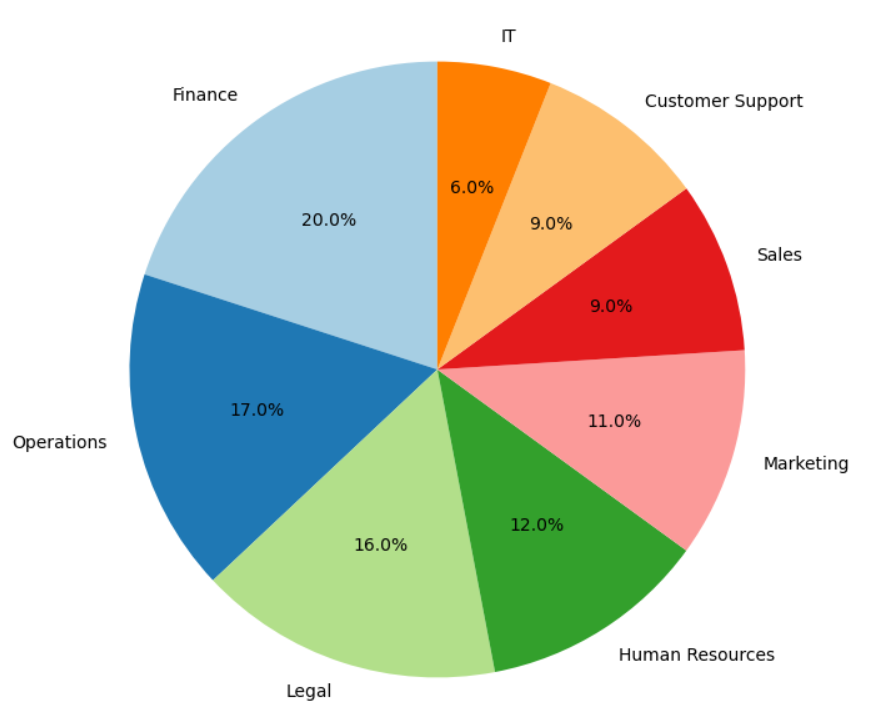 IT
Finance
Customer Support
6.0%
20.0%
9.0%
Sales
9.0%
17.0%
11.0%
Operations
Marketing
12.0%
16.0%
Human Resources
Legal